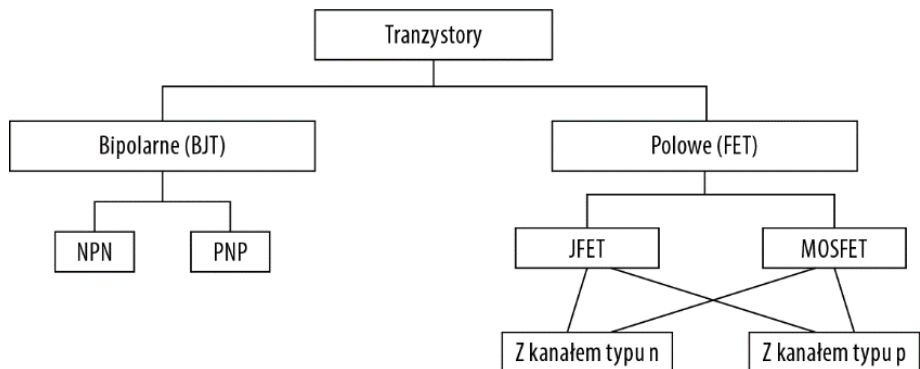 Tranzystory
Bipolarne (BJT)
Polowe (FET)
NPN
PNP
JFET
MOSFET
Z kanałem typu n
Z kanałem typu p